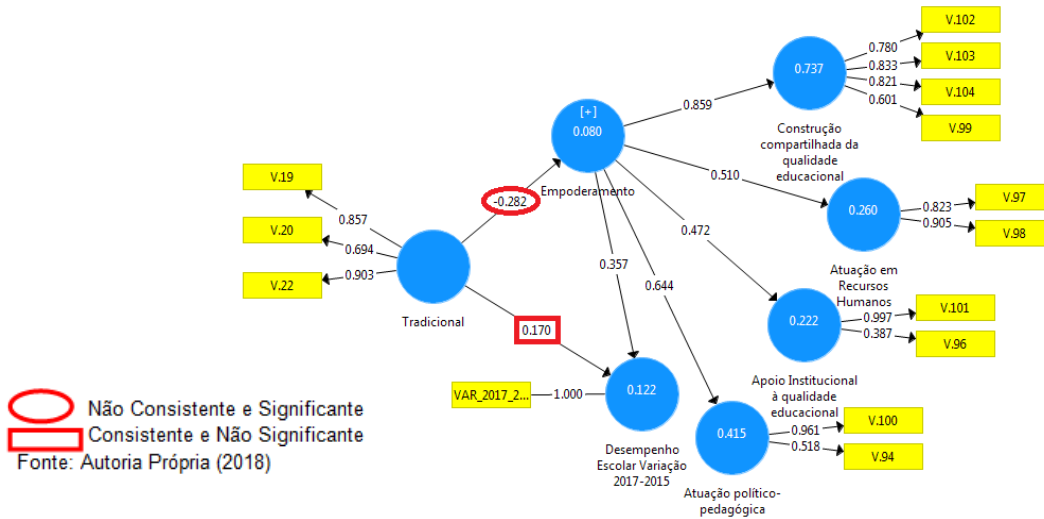 V.102
0.780
V.103
0.833
0.737
0.821
V.104
0.601
V.99
0.859
Construção
compartilhada da
qualidade
educacional
[+]
0.080
Empoderamento
0.510
V.97
0.823
0.260
0.905
V.98
Atuação em
Recursos
Humanos
V.19
0.857
V.20
0.694
V.22
0.903
-0.282
Tradicional
0.472
0.357
0.644
V.101
0.997
0.222
0.387
V.96
Apoio Institucional
à qualidade
educacional
0.170
VAR_2017_2...
1.000
0.122
Desempenho
Escolar Variação
2017-2015
V.100
0.961
0.415
0.518
V.94
Atuação político-
pedagógica
Não Consistente e Significante
Consistente e Não Significante
Fonte: Autoria Própria (2018)